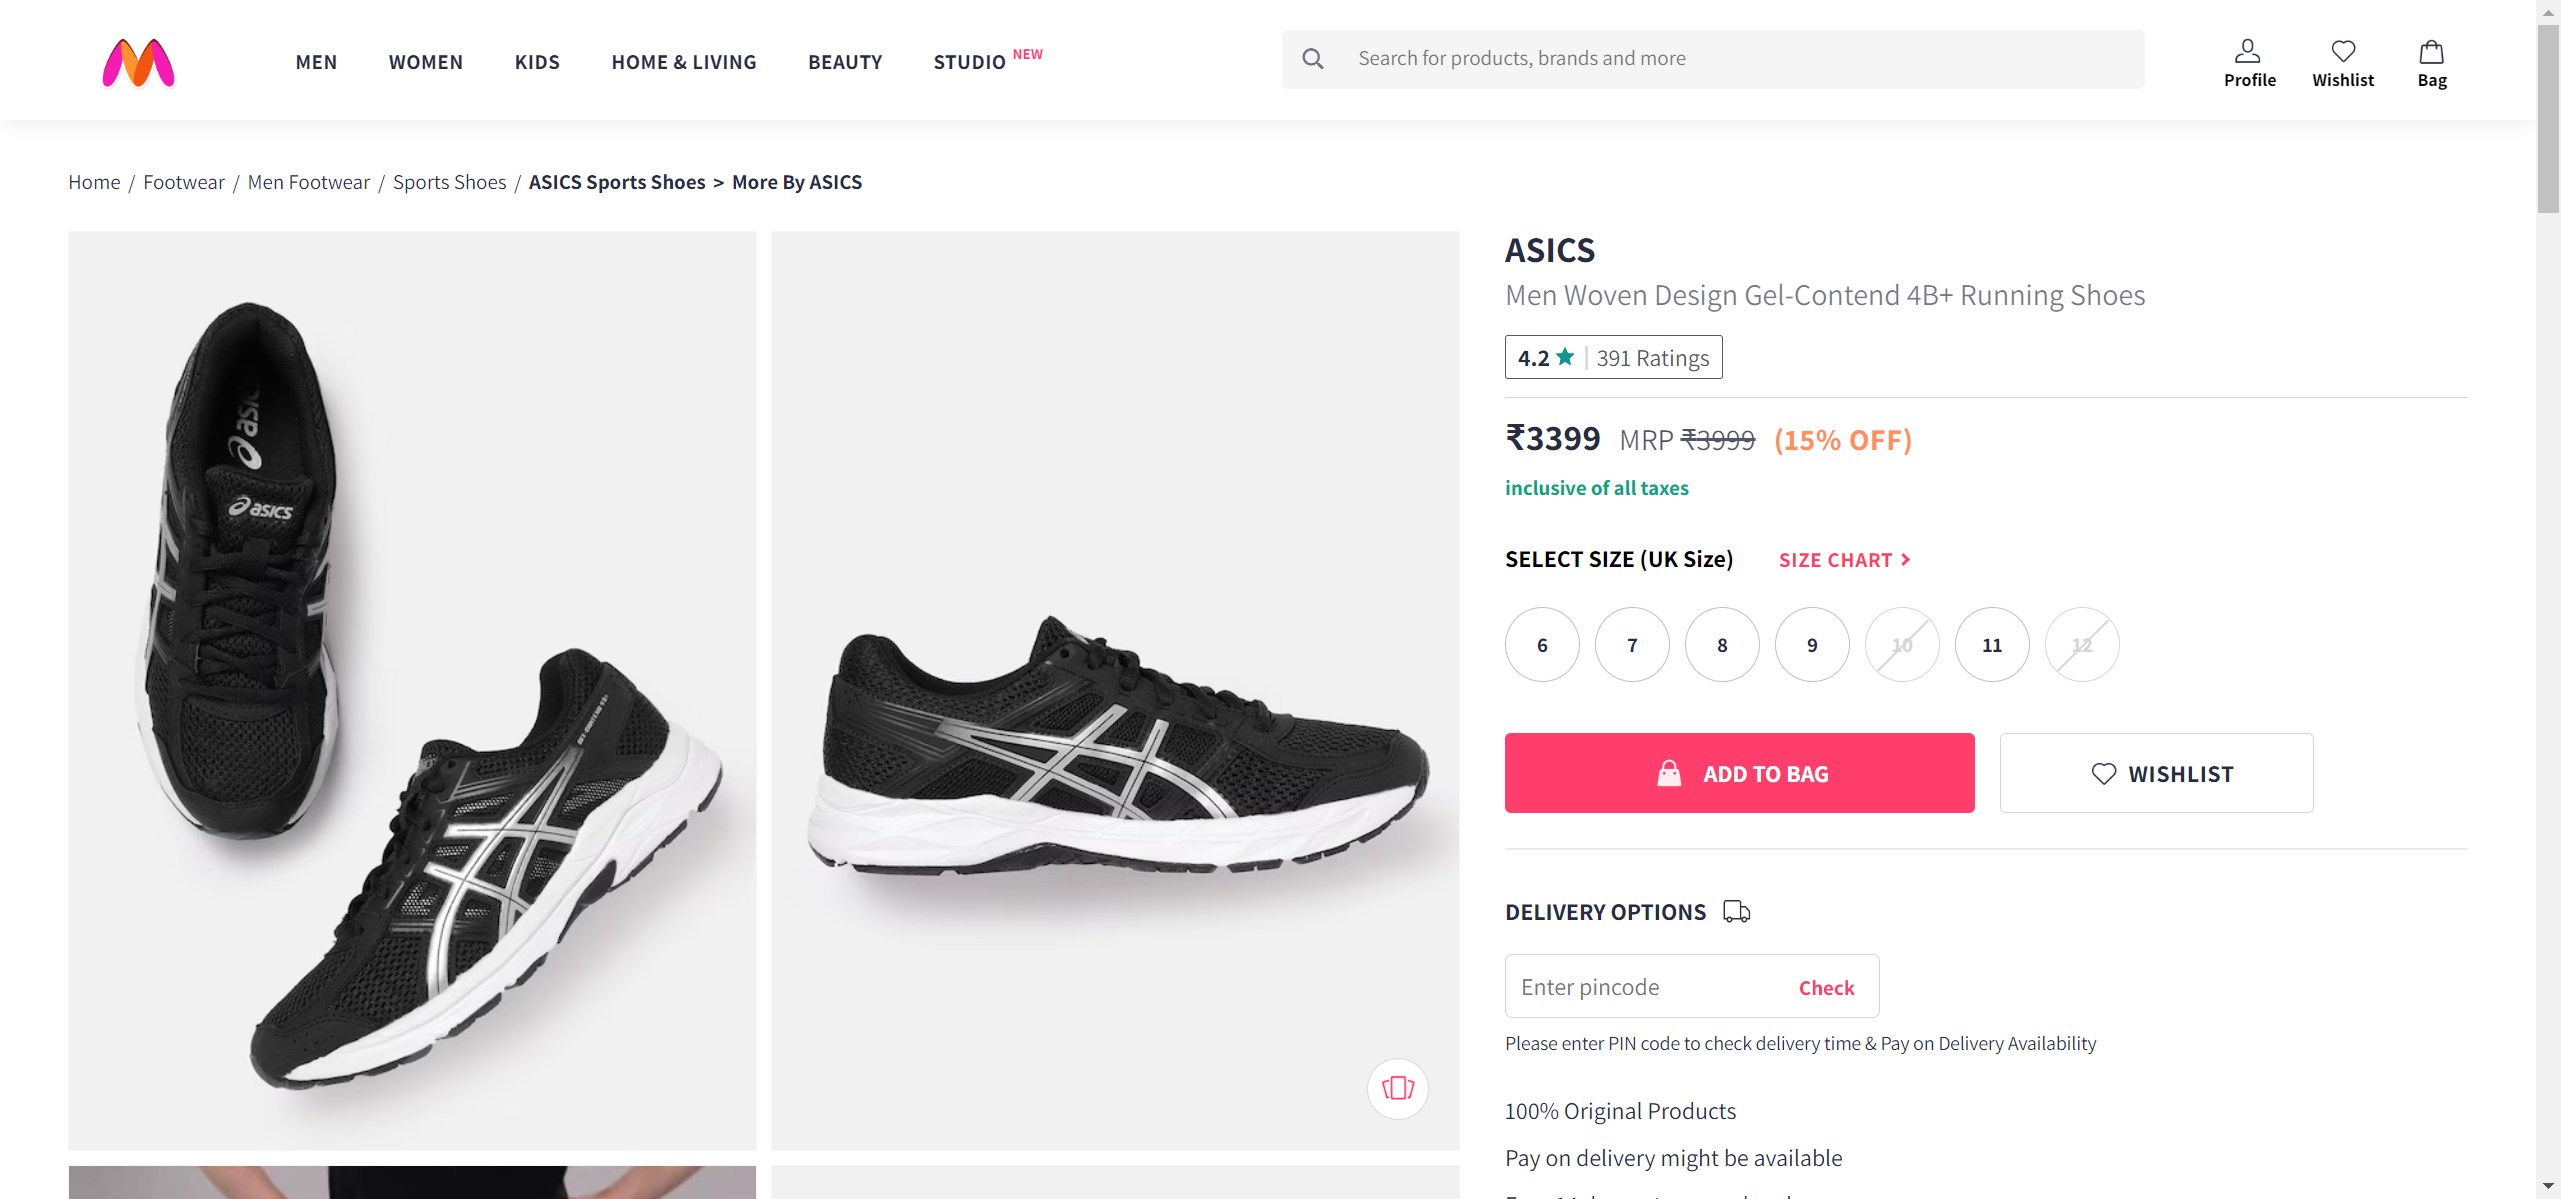 MEN WOMEN KIDS HOME & LIVING BEAUTY STUDIO NEW
Search for products, brands and more
Profile Wishlist Bag
Home / Footwear / Men Footwear / Sports Shoes / ASICS Sports Shoes > More By ASICS
asics
asics
ASICS
Men Woven Design Gel-Contend 4B+ Running Shoes
4.2 ★ | 391 Ratings
₹3399 MRP ₹3999 (15% OFF)
inclusive of all taxes
SELECT SIZE (UK Size) SIZE CHART >
6 7 8 9 10 11 12
ADD TO BAG WISHLIST
DELIVERY OPTIONS
Enter pincode Check
Please enter PIN code to check delivery time & Pay on Delivery Availability
100% Original Products
Pay on delivery might be available